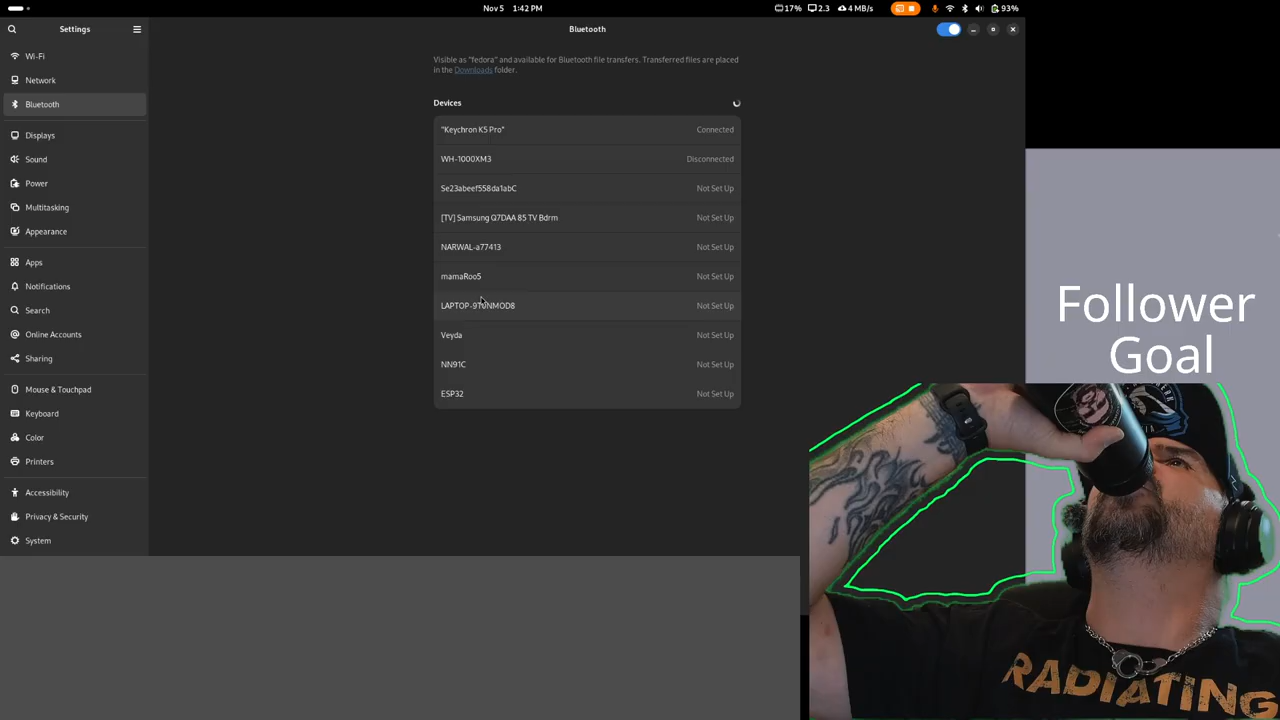 Nov 5 1:42 PM
17%
2.3
4 MB/s
93%
Settings
Wi-Fi
Network
Bluetooth
Displays
Sound
Power
Multitasking
Appearance
Apps
Notifications
Search
Online Accounts
Sharing
Mouse & Touchpad
Keyboard
Color
Printers
Accessibility
Privacy & Security
System
Bluetooth
Visible as "fedora" and available for Bluetooth file transfers. Transferred files are placed
in the Downloads folder.
Devices
"Keychron K5 Pro" Connected
WH-1000XM3 Disconnected
Se23abeef558da1abC Not Set Up
[TV] Samsung Q7DAA 85 TV Bdrm Not Set Up
NARWAL-a77413 Not Set Up
mamaRoo5 Not Set Up
Not Set Up
Veyda Not Set Up
NN91C Not Set Up
ESP32 Not Set Up
Follower
Goal
RADIATING